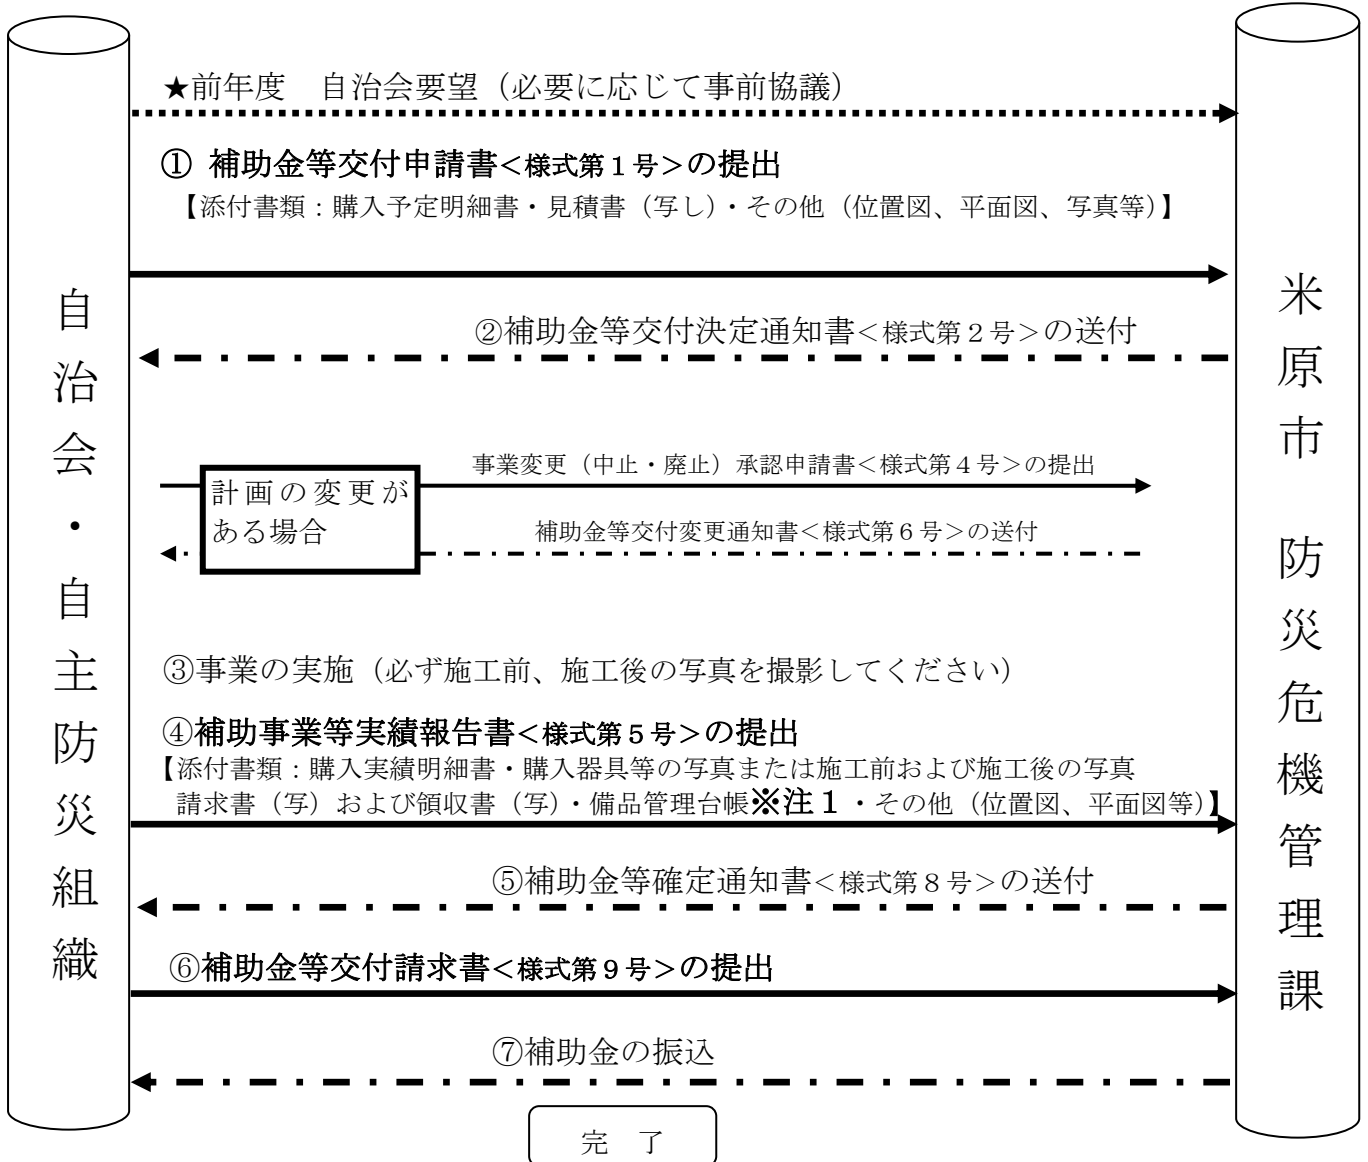 ★前年度　自治会要望（必要に応じて事前協議）
① 補助金等交付申請書＜様式第１号＞の提出
【添付書類：購入予定明細書・見積書（写し）・その他（位置図、平面図、写真等）】
②補助金等交付決定通知書＜様式第２号＞の送付
事業変更（中止・廃止）承認申請書＜様式第４号＞の提出
計画の変更が
ある場合
補助金等交付変更通知書＜様式第６号＞の送付
③事業の実施（必ず施工前、施工後の写真を撮影してください）
④補助事業等実績報告書＜様式第５号＞の提出
【添付書類：購入実績明細書・購入器具等の写真または施工前および施工後の写真
請求書（写）および領収書（写）・備品管理台帳※注１・その他（位置図、平面図等）】
⑤補助金等確定通知書＜様式第８号＞の送付
⑥補助金等交付請求書＜様式第９号＞の提出
⑦補助金の振込
完　了
自治会・自主防災組織
米原市　防災危機管理課